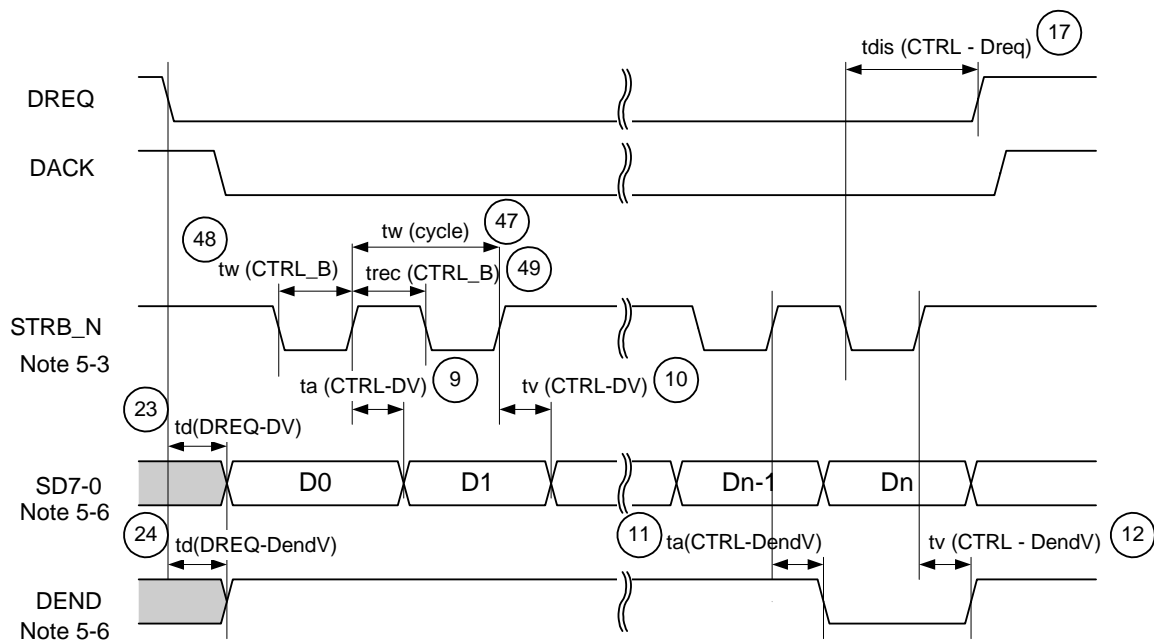 17
tdis (CTRL - Dreq)
DREQ
DACK
47
tw (cycle)
48
tw (CTRL_B)
trec (CTRL_B)
49
STRB_N
Note 5-3
ta (CTRL-DV)
9
tv (CTRL-DV)
10
23
td(DREQ-DV)
SD7-0
Note 5-6
D0
D1
Dn-1
Dn
24
td(DREQ-DendV)
11
ta(CTRL-DendV)
tv (CTRL - DendV)
12
DEND
Note 5-6